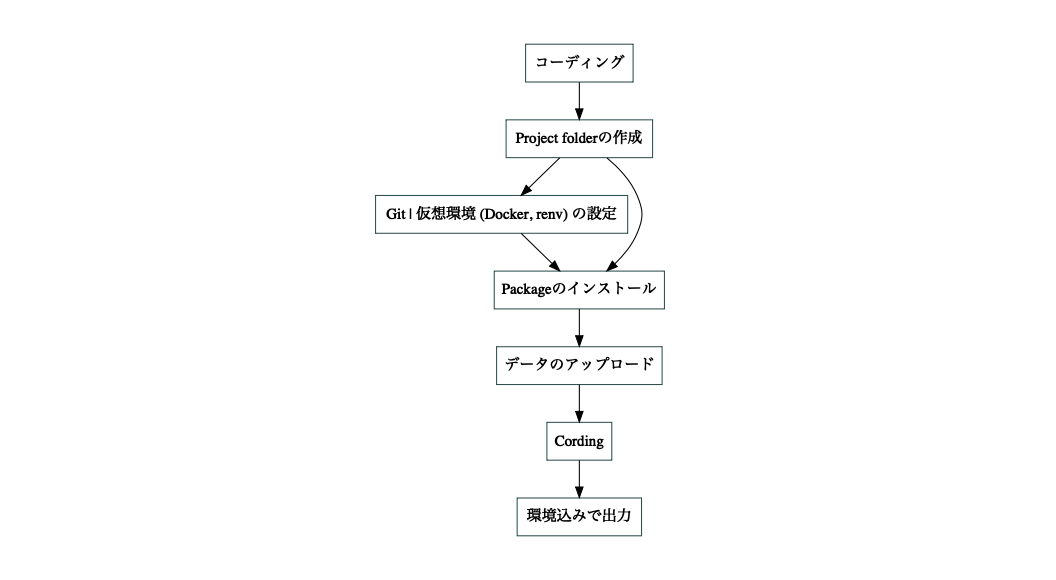 コーディング
Project folderの作成
Git | 仮想環境 (Docker, renv) の設定
Packageのインストール
データのアップロード
Cording
環境込みで出力